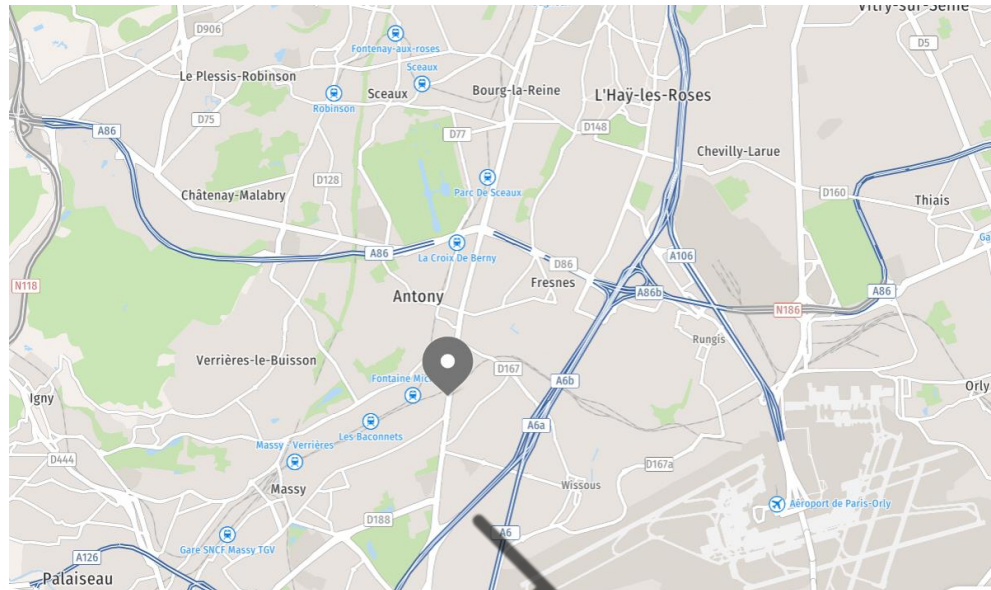 Vitry-sur-Seine
D906
D5
Fontenay-aux-roses
Le Plessis-Robinson
Sceaux
Sceaux
Bourg-la-Reine
L'Haÿ-les-Roses
Robinson
D75
A86
D77
D148
Chevilly-Larue
D128
Parc De Sceaux
D160
Châtenay-Malabry
Thiais
A86
La Croix De Berny
D86
A106
N118
Antony
Fresnes
A86b
A86
N186
Rungis
Verrières-le-Buisson
D167
Fontaine
A6b
Orly
Igny
A6a
Les Baconnets
Massy - Verrières
D444
D167a
Massy
Wissous
Aéroport de Paris-Orly
D188
A6
Gare SNCF Massy TGV
A126
Palaiseau